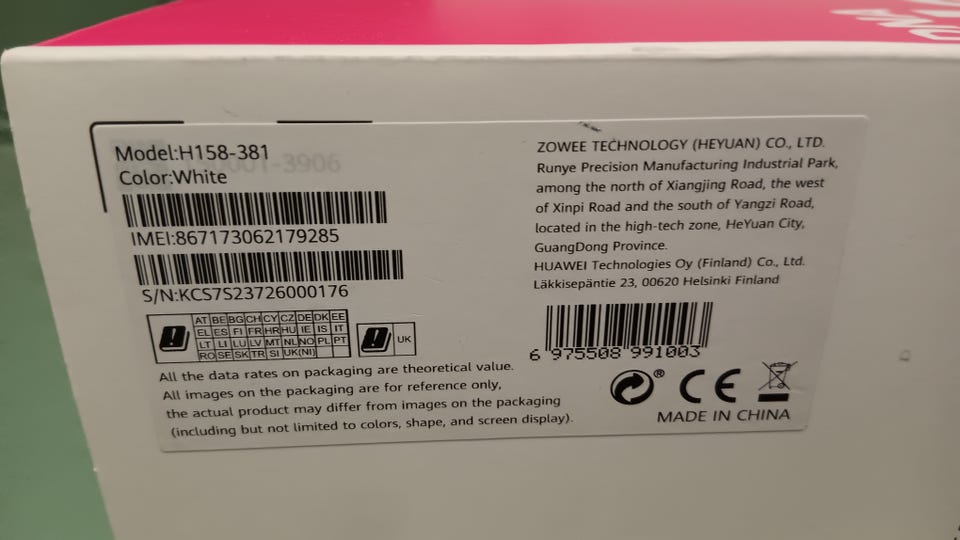 Model:H158-381
Color:White
IMEI:867173062179285
S/N:KCS7S23726000176
AT BE BG CH CY CZ DE DK EE
EL ES FI FR HR HU IE IS IT
LT LI LU LV MT NL NO PL PT
RO SE SK TR SI UK(NI)
UK
All the data rates on packaging are theoretical value.
All images on the packaging are for reference only,
the actual product may differ from images on the packaging
(including but not limited to colors, shape, and screen display).
ZOWEE TECHNOLOGY (HEYUAN) CO., LTD.
Runye Precision Manufacturing Industrial Park,
among the north of Xiangjing Road, the west
of Xinpi Road and the south of Yangzi Road,
located in the high-tech zone, HeYuan City,
GuangDong Province.
HUAWEI Technologies Oy (Finland) Co., Ltd.
Läkkisepäntie 23, 00620 Helsinki Finland
6 975508 991003
® CE
MADE IN CHINA